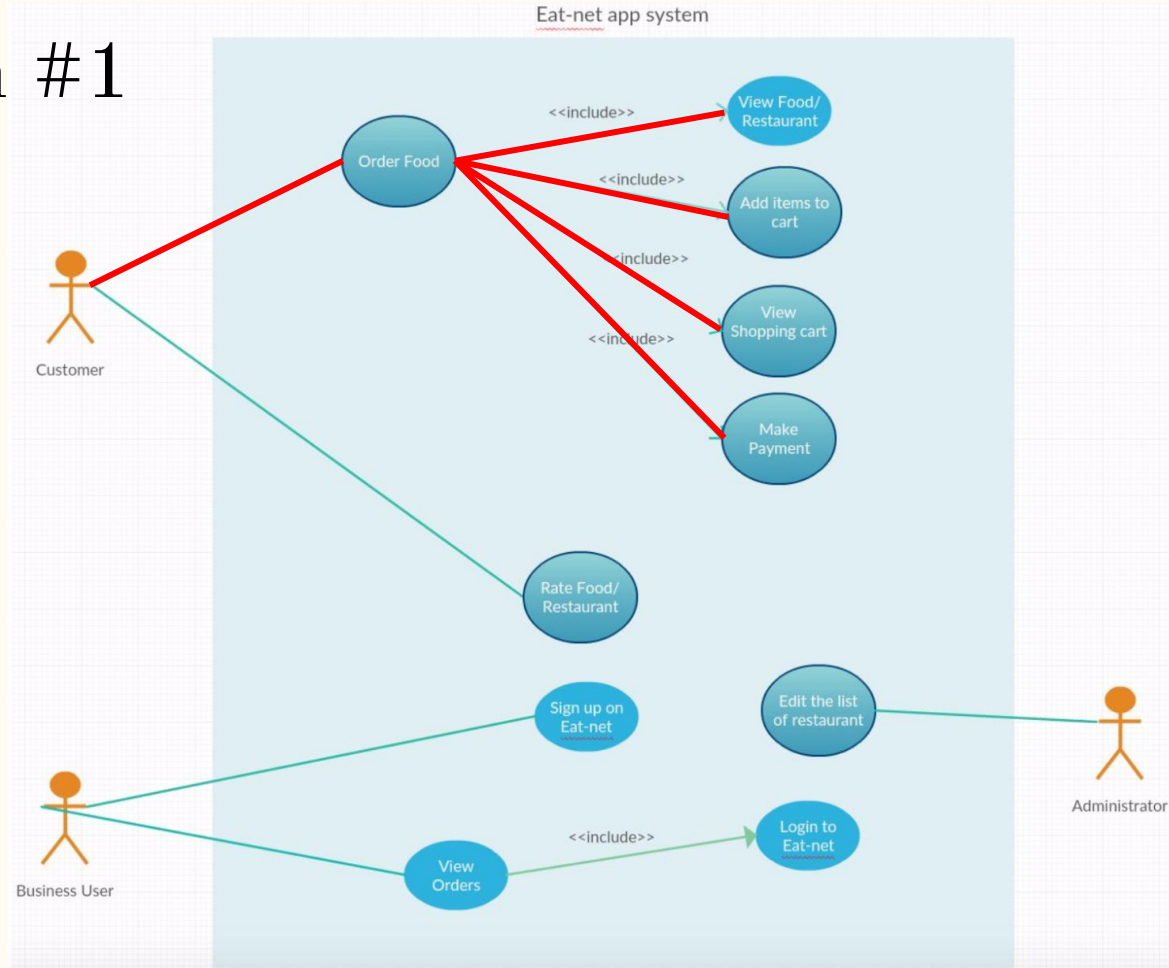 Eat-net app system
#1
<<include>>
View Food/
Restaurant
Order Food
<<include>>
Add items to
cart
<<include>>
View
Shopping cart
<<include>>
Customer
Make
Payment
Rate Food/
Restaurant
Sign up on
Eat-net
Edit the list
of restaurant
Administrator
<<include>>
Login to
Eat-net
View
Orders
Business User